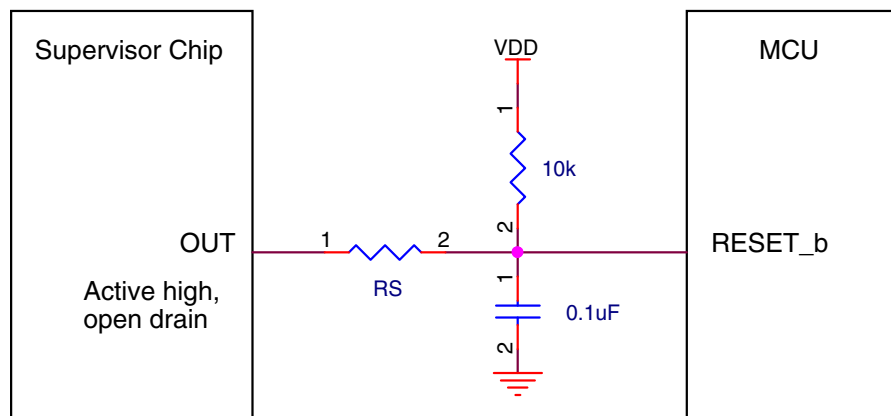 Supervisor Chip
VDD
MCU
1
10k
2
OUT
1
2
RESET_b
RS
1
0.1uF
2
Active high,
open drain